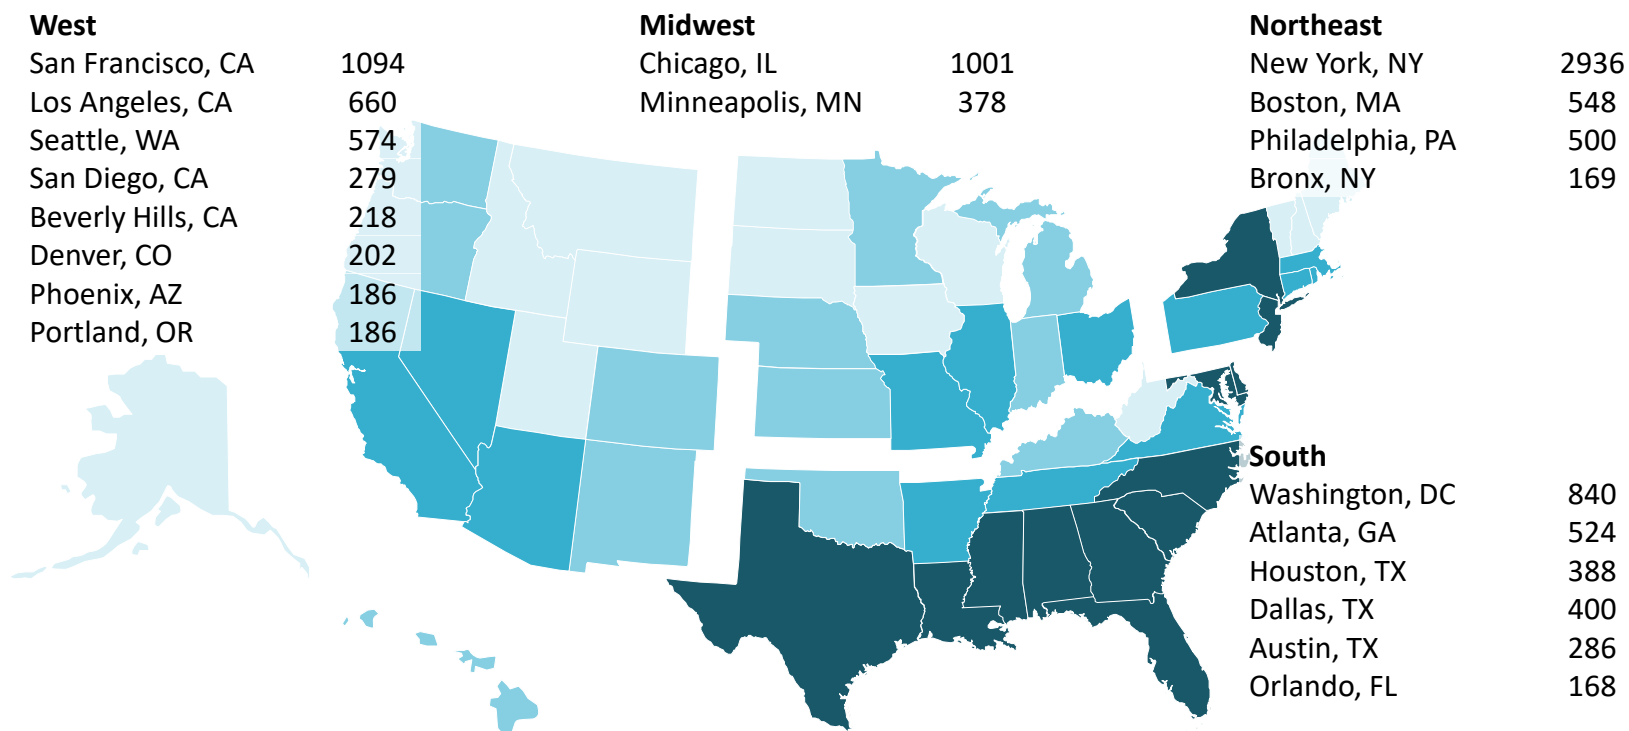 West
San Francisco, CA 1094
Los Angeles, CA 660
Seattle, WA 574
San Diego, CA 279
Beverly Hills, CA 218
Denver, CO 202
Phoenix, AZ 186
Portland, OR 186
Midwest
Chicago, IL 1001
Minneapolis, MN 378
Northeast
New York, NY 2936
Boston, MA 548
Philadelphia, PA 500
Bronx, NY 169
South
Washington, DC 840
Atlanta, GA 524
Houston, TX 388
Dallas, TX 400
Austin, TX 286
Orlando, FL 168